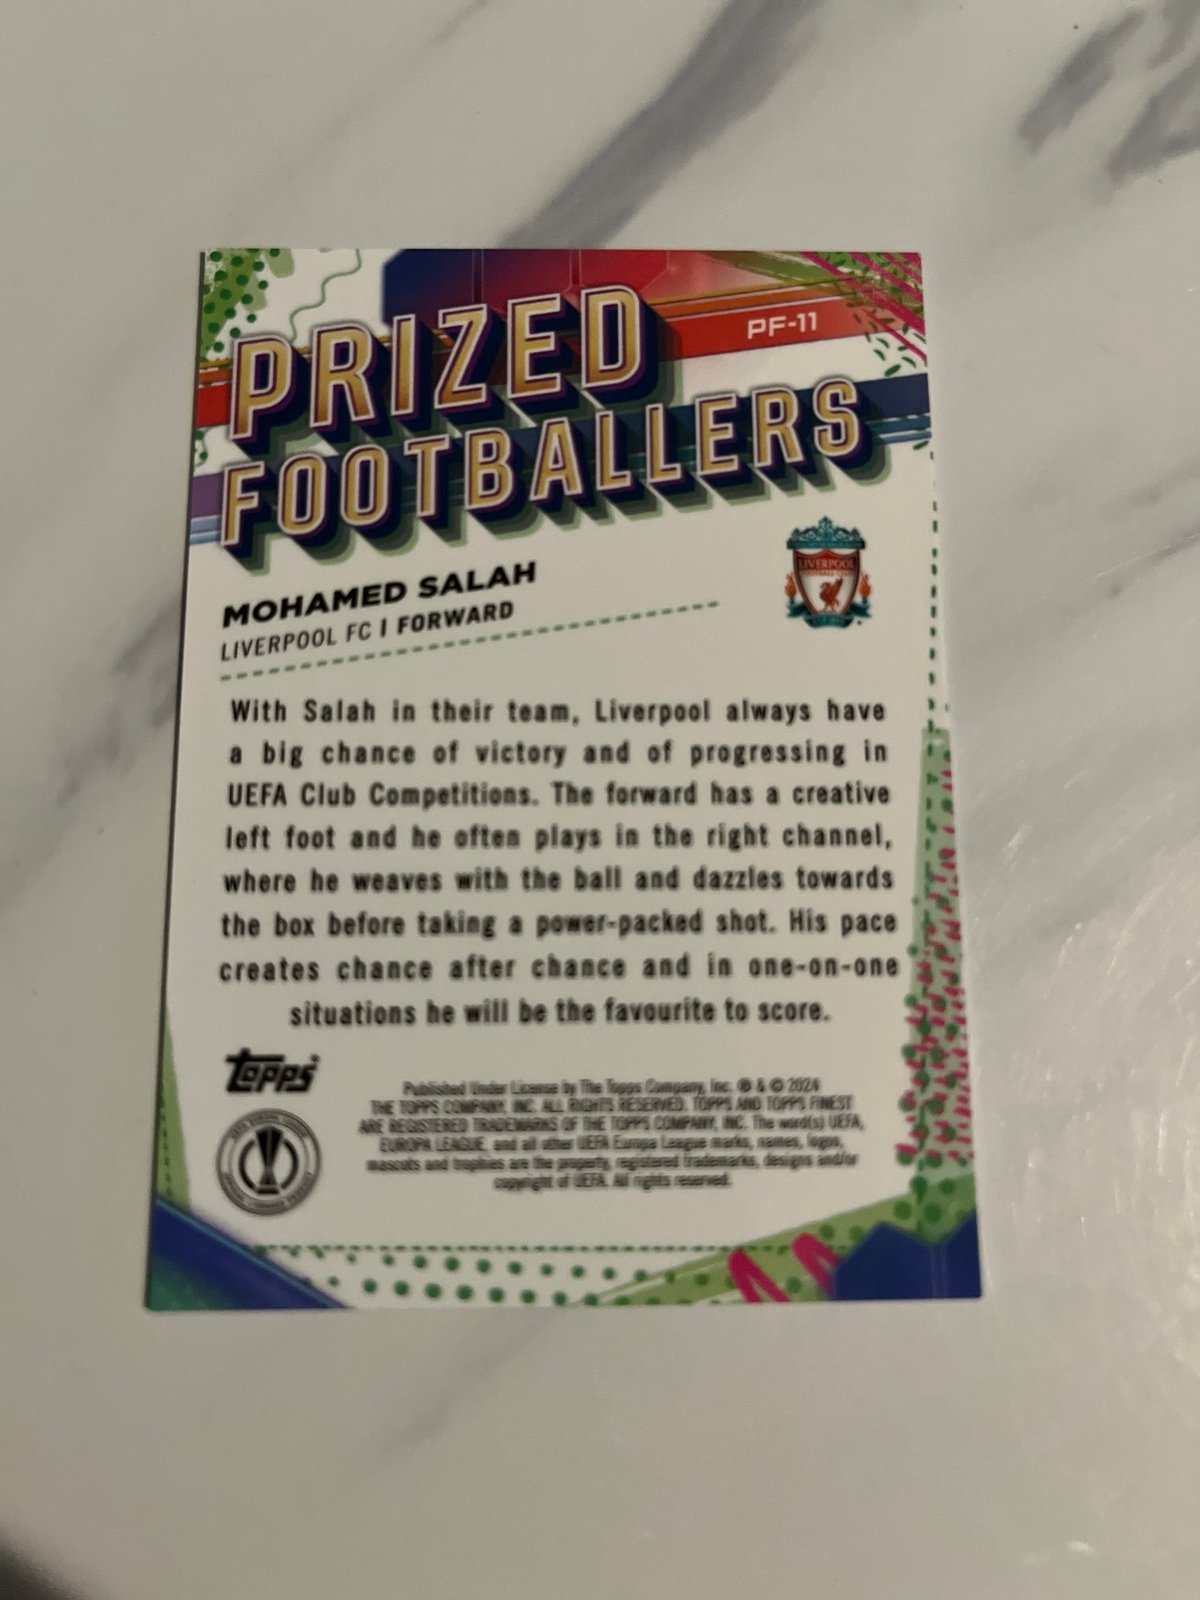 PF-11
PRIZED
FOOTBALLERS
MOHAMED SALAH
LIVERPOOL FC | FORWARD
LIVERPOOL
FOOTBALL CLUB
With Salah in their team, Liverpool always have
a big chance of victory and of progressing in
UEFA Club Competitions. The forward has a creative
left foot and he often plays in the right channel,
where he weaves with the ball and dazzles towards
the box before taking a power-packed shot. His pace
creates chance after chance and in one-on-one
situations he will be the favourite to score.
Topps
Published Under License by The Topps Company, Inc. ® & © 2024
THE TOPPS COMPANY, INC. ALL RIGHTS RESERVED. TOPPS AND TOPPS FINEST
ARE REGISTERED TRADEMARKS OF THE TOPPS COMPANY, INC. The word(s) UEFA,
EUROPA LEAGUE, and all other UEFA Europa League marks, names, logos,
mascots and trophies are the property, registered trademarks, designs and/or
copyright of UEFA. All rights reserved.